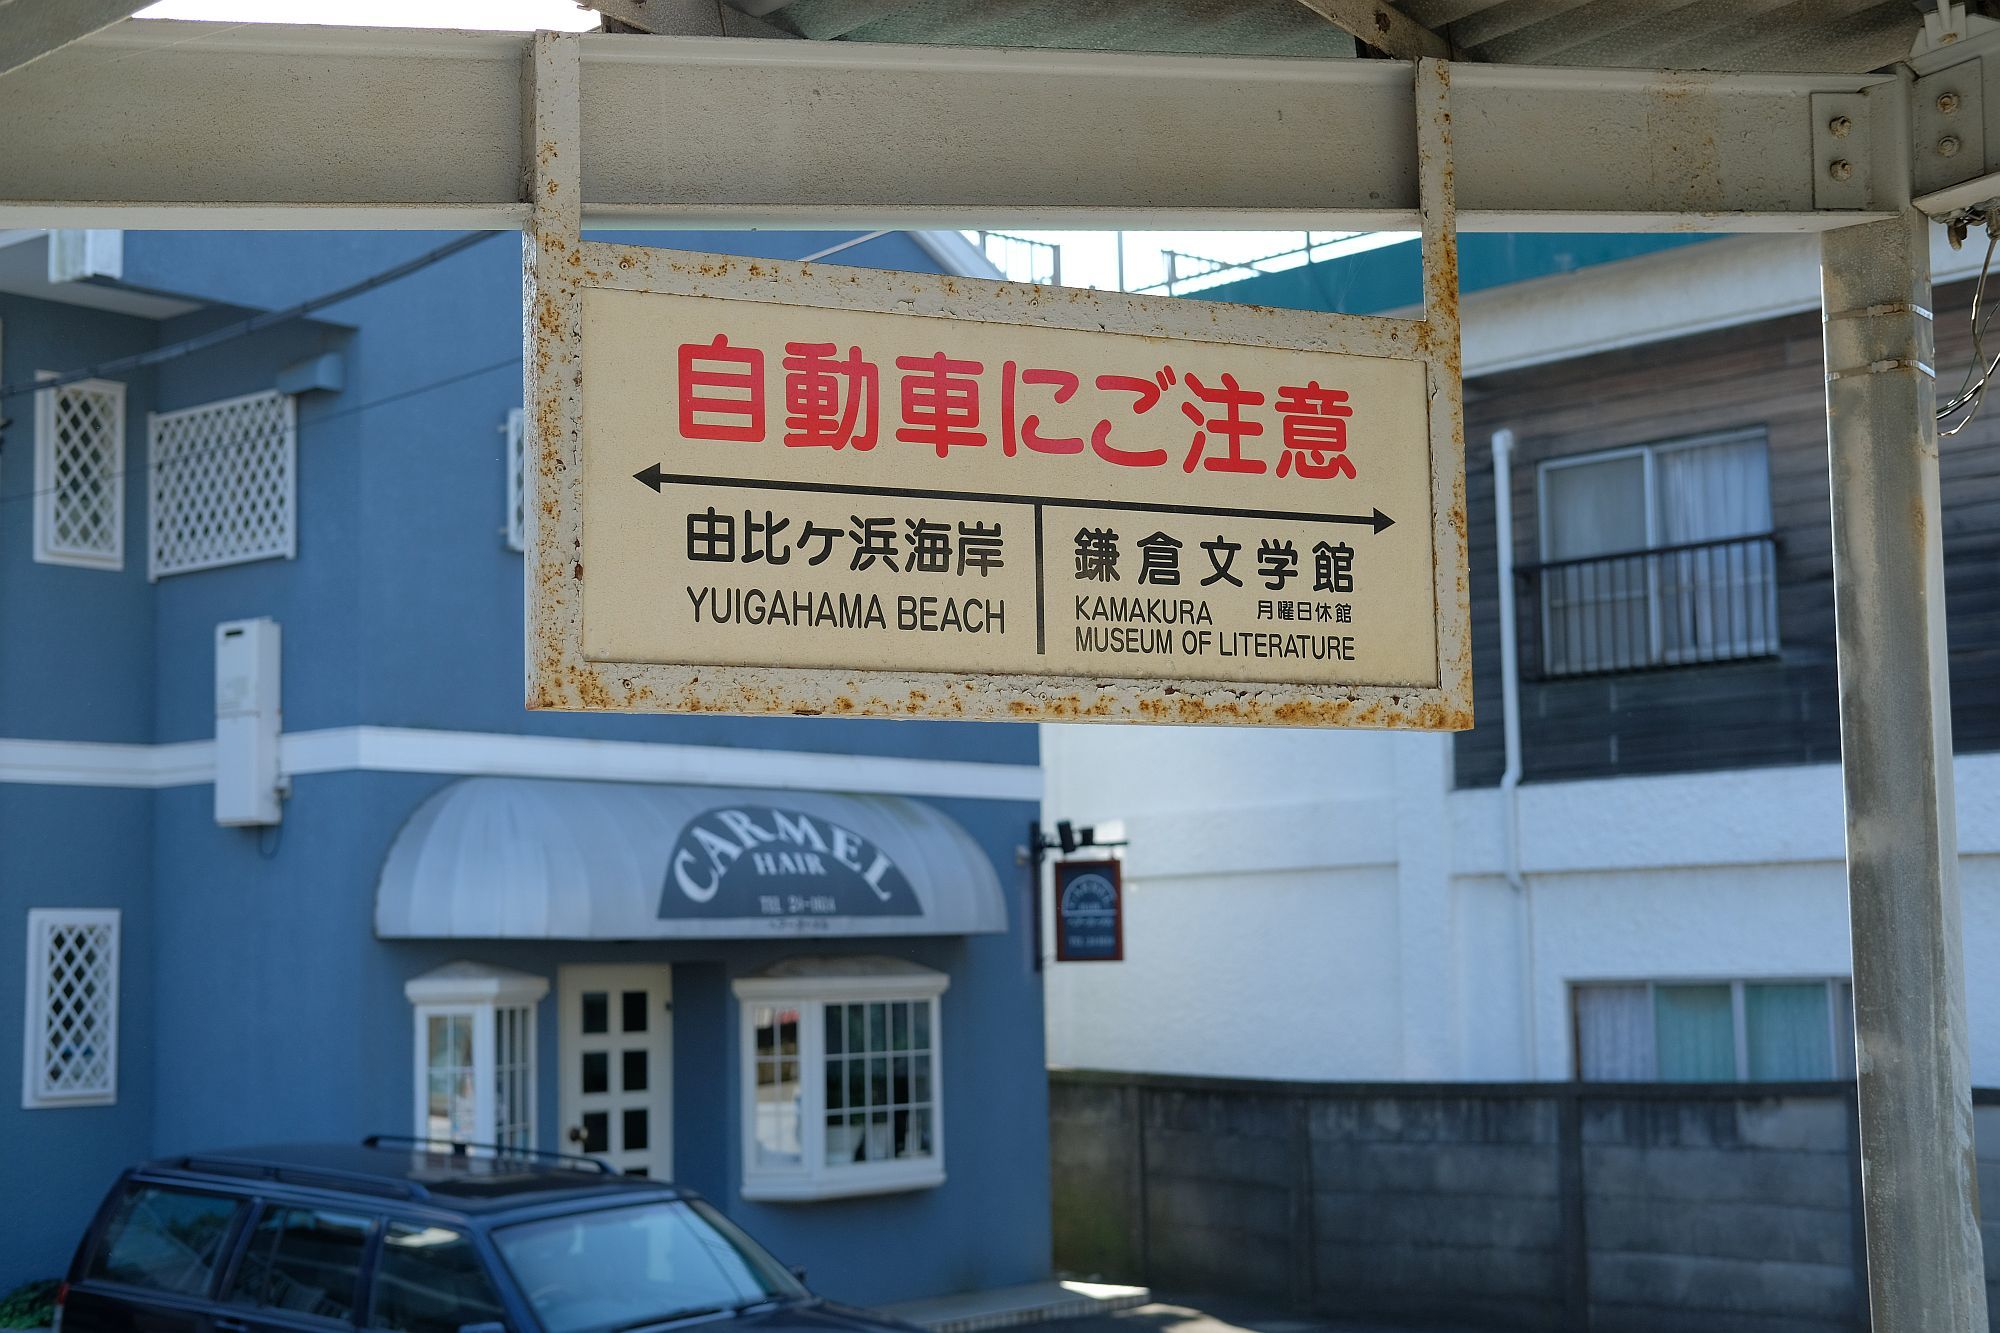 自動車にご注意
由比ケ浜海岸
YUIGAHAMA BEACH
鎌倉文学館
KAMAKURA 月曜日休館
MUSEUM OF LITERATURE
CARMEL
HAIR